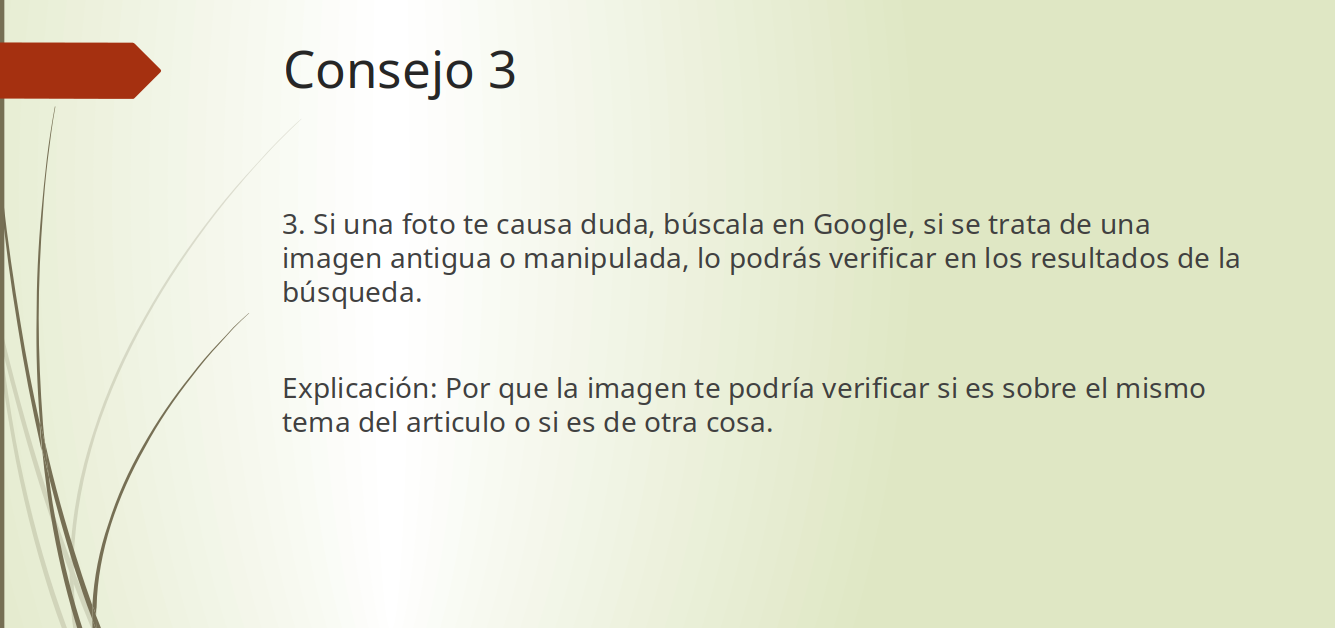 Consejo 3
3. Si una foto te causa duda, búscala en Google, si se trata de una
imagen antigua o manipulada, lo podrás verificar en los resultados de la
búsqueda.
Explicación: Por que la imagen te podría verificar si es sobre el mismo
tema del articulo o si es de otra cosa.